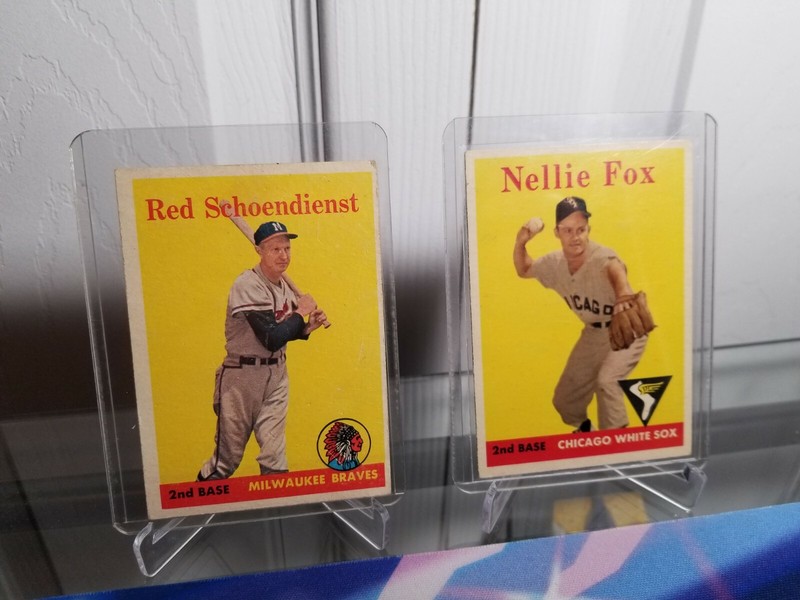 Red Schoendienst
2nd BASE MILWAUKEE BRAVES
Nellie Fox
CHICAGO
2nd BASE CHICAGO WHITE SOX